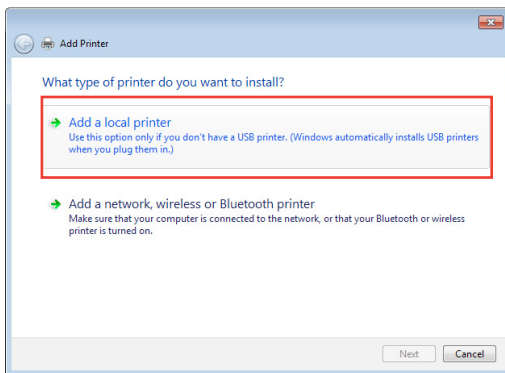 Add Printer
What type of printer do you want to install?
Add a local printer
Use this option only if you don't have a USB printer. (Windows automatically installs USB printers
when you plug them in.)
Add a network, wireless or Bluetooth printer
Make sure that your computer is connected to the network, or that your Bluetooth or wireless
printer is turned on.
Next Cancel